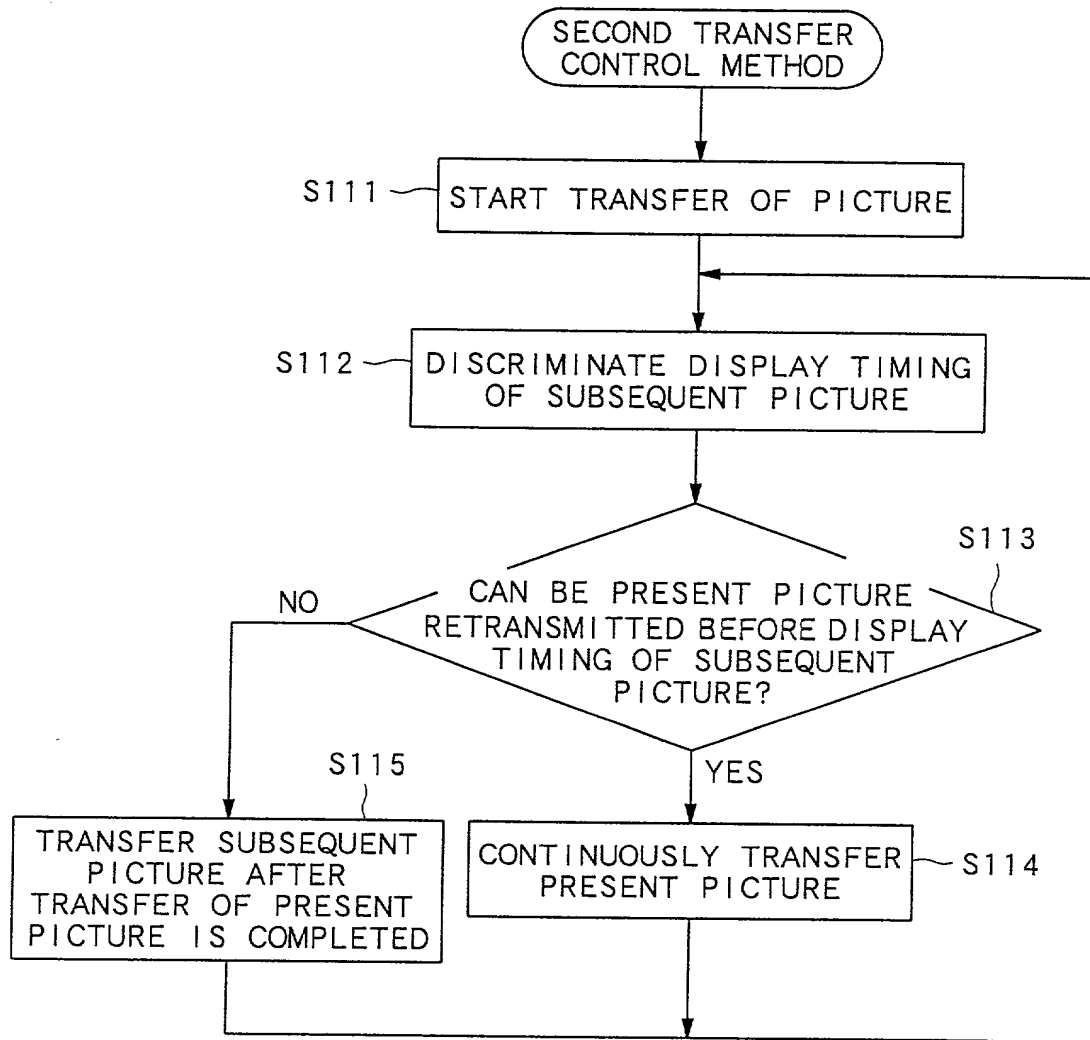 SECOND TRANSFER
CONTROL METHOD
S111
START TRANSFER OF PICTURE
S112
DISCRIMINATE DISPLAY TIMING
OF SUBSEQUENT PICTURE
S113
CAN BE PRESENT PICTURE
RETRANSMITTED BEFORE DISPLAY
TIMING OF SUBSEQUENT
PICTURE?
NO
YES
S115
TRANSFER SUBSEQUENT
PICTURE AFTER
TRANSFER OF PRESENT
PICTURE IS COMPLETED
CONTINUOUSLY TRANSFER
PRESENT PICTURE
S114